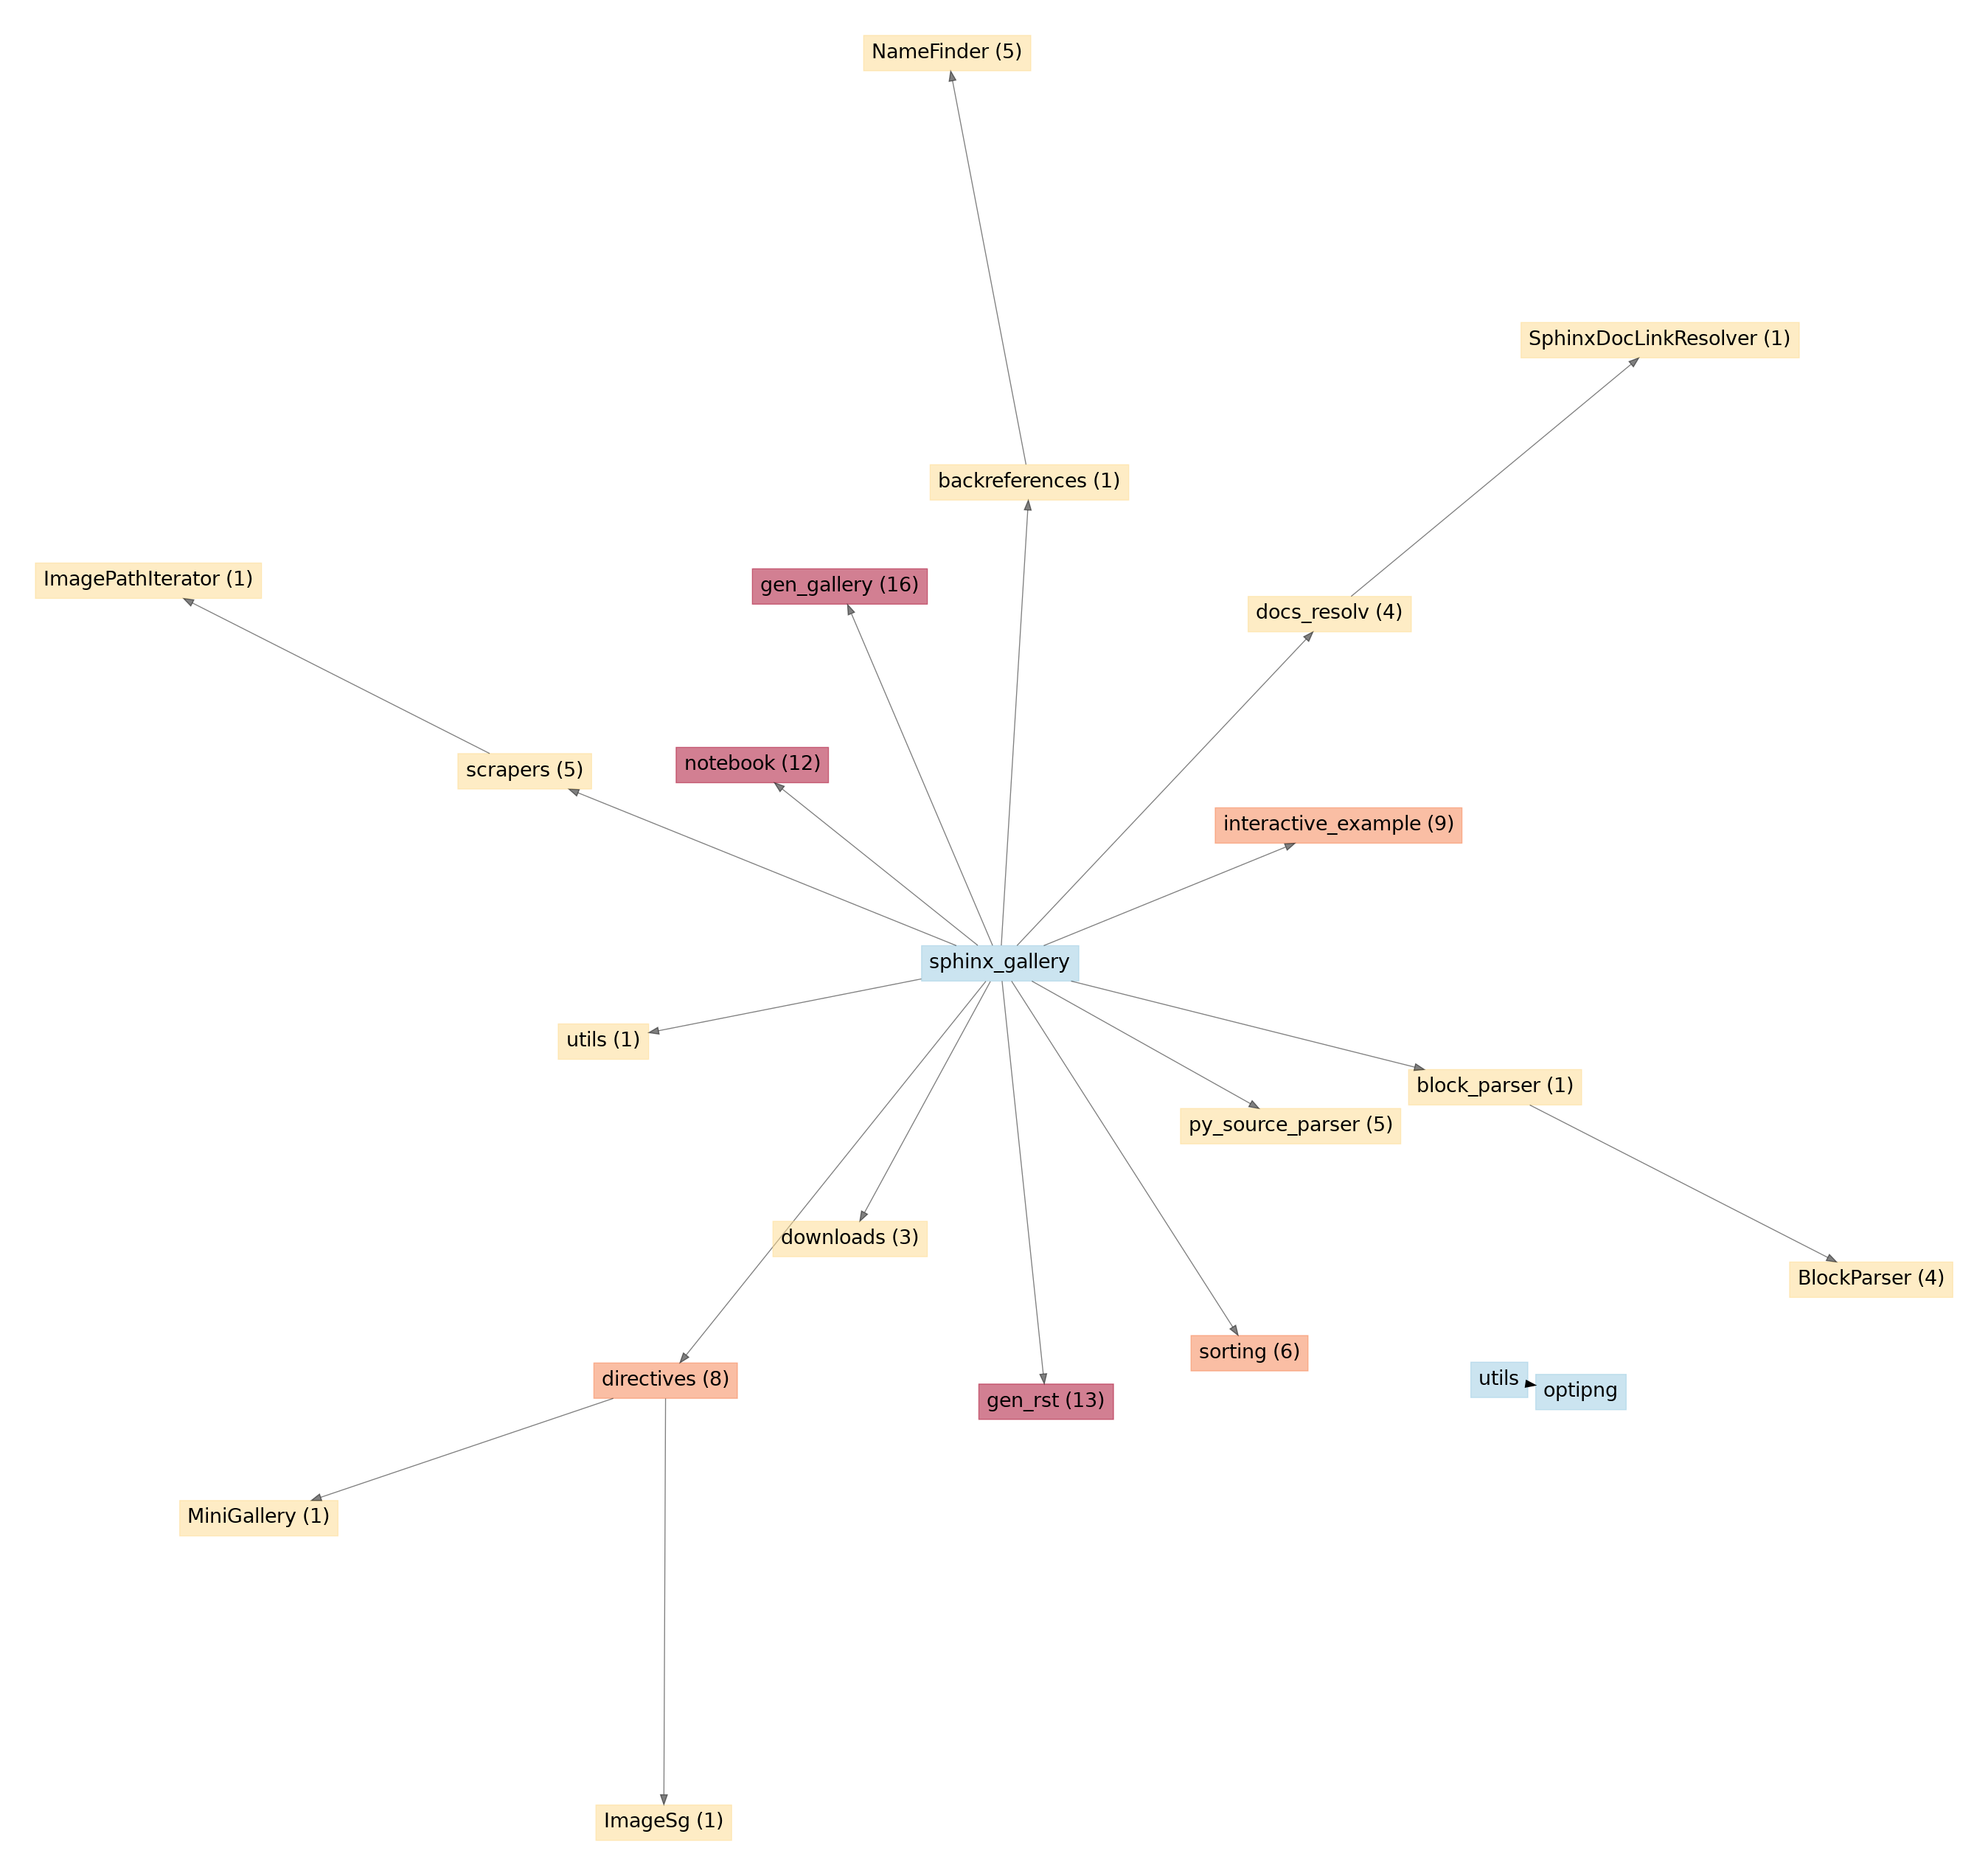 NameFinder (5)
SphinxDocLinkResolver (1)
backreferences (1)
ImagePathIterator (1)
gen_gallery (16)
docs_resolv (4)
scrapers (5)
notebook (12)
interactive_example (9)
sphinx_gallery
utils (1)
block_parser (1)
py_source_parser (5)
downloads (3)
BlockParser (4)
sorting (6)
directives (8)
utils
optipng
gen_rst (13)
MiniGallery (1)
ImageSg (1)